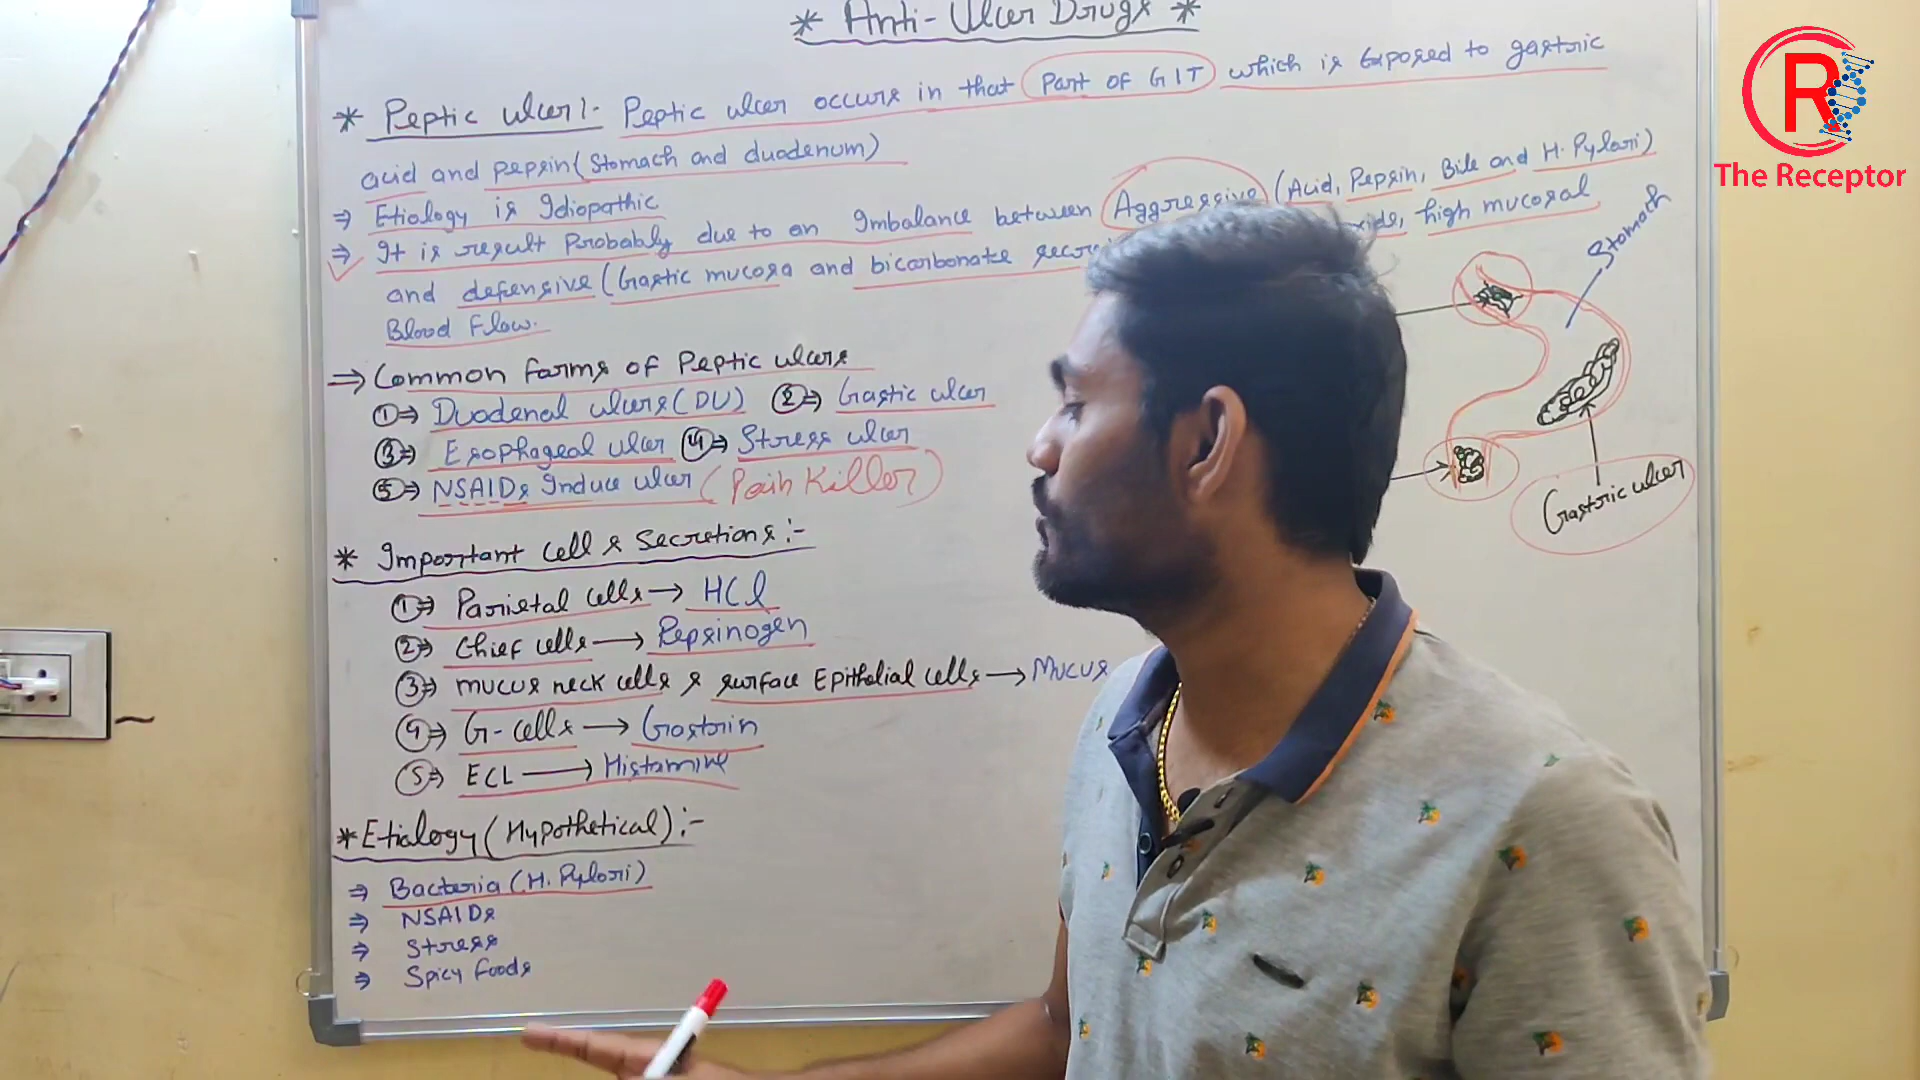 * Anti-Ulcer Drugs *
* Peptic ulcer:- Peptic ulcer occurs in that Part of GIT which is Exposed to gastric
acid and pepsin (Stomach and duodenum)
⇒ Etiology is Idiopathic
⇒ It is result Probably due to an Imbalance between Aggressive (Acid, Pepsin, Bile and H. Pylori)
and defensive (Gastic mucosa and bicarbonate high mucosal
Blood Flow.
⇒ Common forms of Peptic ulcers
① ⇒ Duodenal ulcers (DU) ② ⇒ Gastic ulcer
③ ⇒ Esophageal ulcer ④ ⇒ Stress ulcer
⑤ ⇒ NSAIDs Induce ulcer (Pain Killer)
* Important Cell & Secretions:-
① ⇒ Parietal cells → HCl
② ⇒ Chief cells → Pepsinogen
③ ⇒ mucus neck cells & surface Epithelial cells → Mucus
④ ⇒ G-cells → Gastrin
⑤ ⇒ ECL → Histamine
* Etiology (Hypothetical):-
⇒ Bacteria (H. Pylori)
⇒ NSAIDs
⇒ Stress
⇒ Spicy foods
Stomach
Gastric ulcer
R
The Receptor